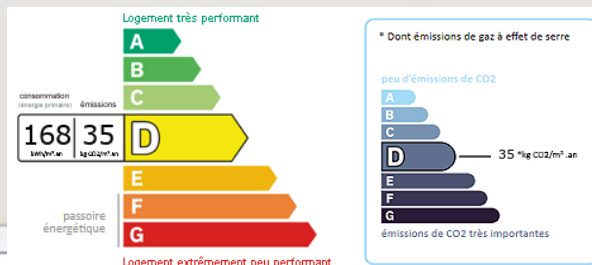 Logement très performant
A
B
C
consommation
(énergie primaire) émissions
168 35 D
kWh/m².an kg CO2/m².an
E
F
passoire
énergétique
G
Logement extrêmement peu performant
* Dont émissions de gaz à effet de serre
peu d'émissions de CO2
A
B
C
D 35 *kg CO2/m² .an
E
F
G
émissions de CO2 très importantes